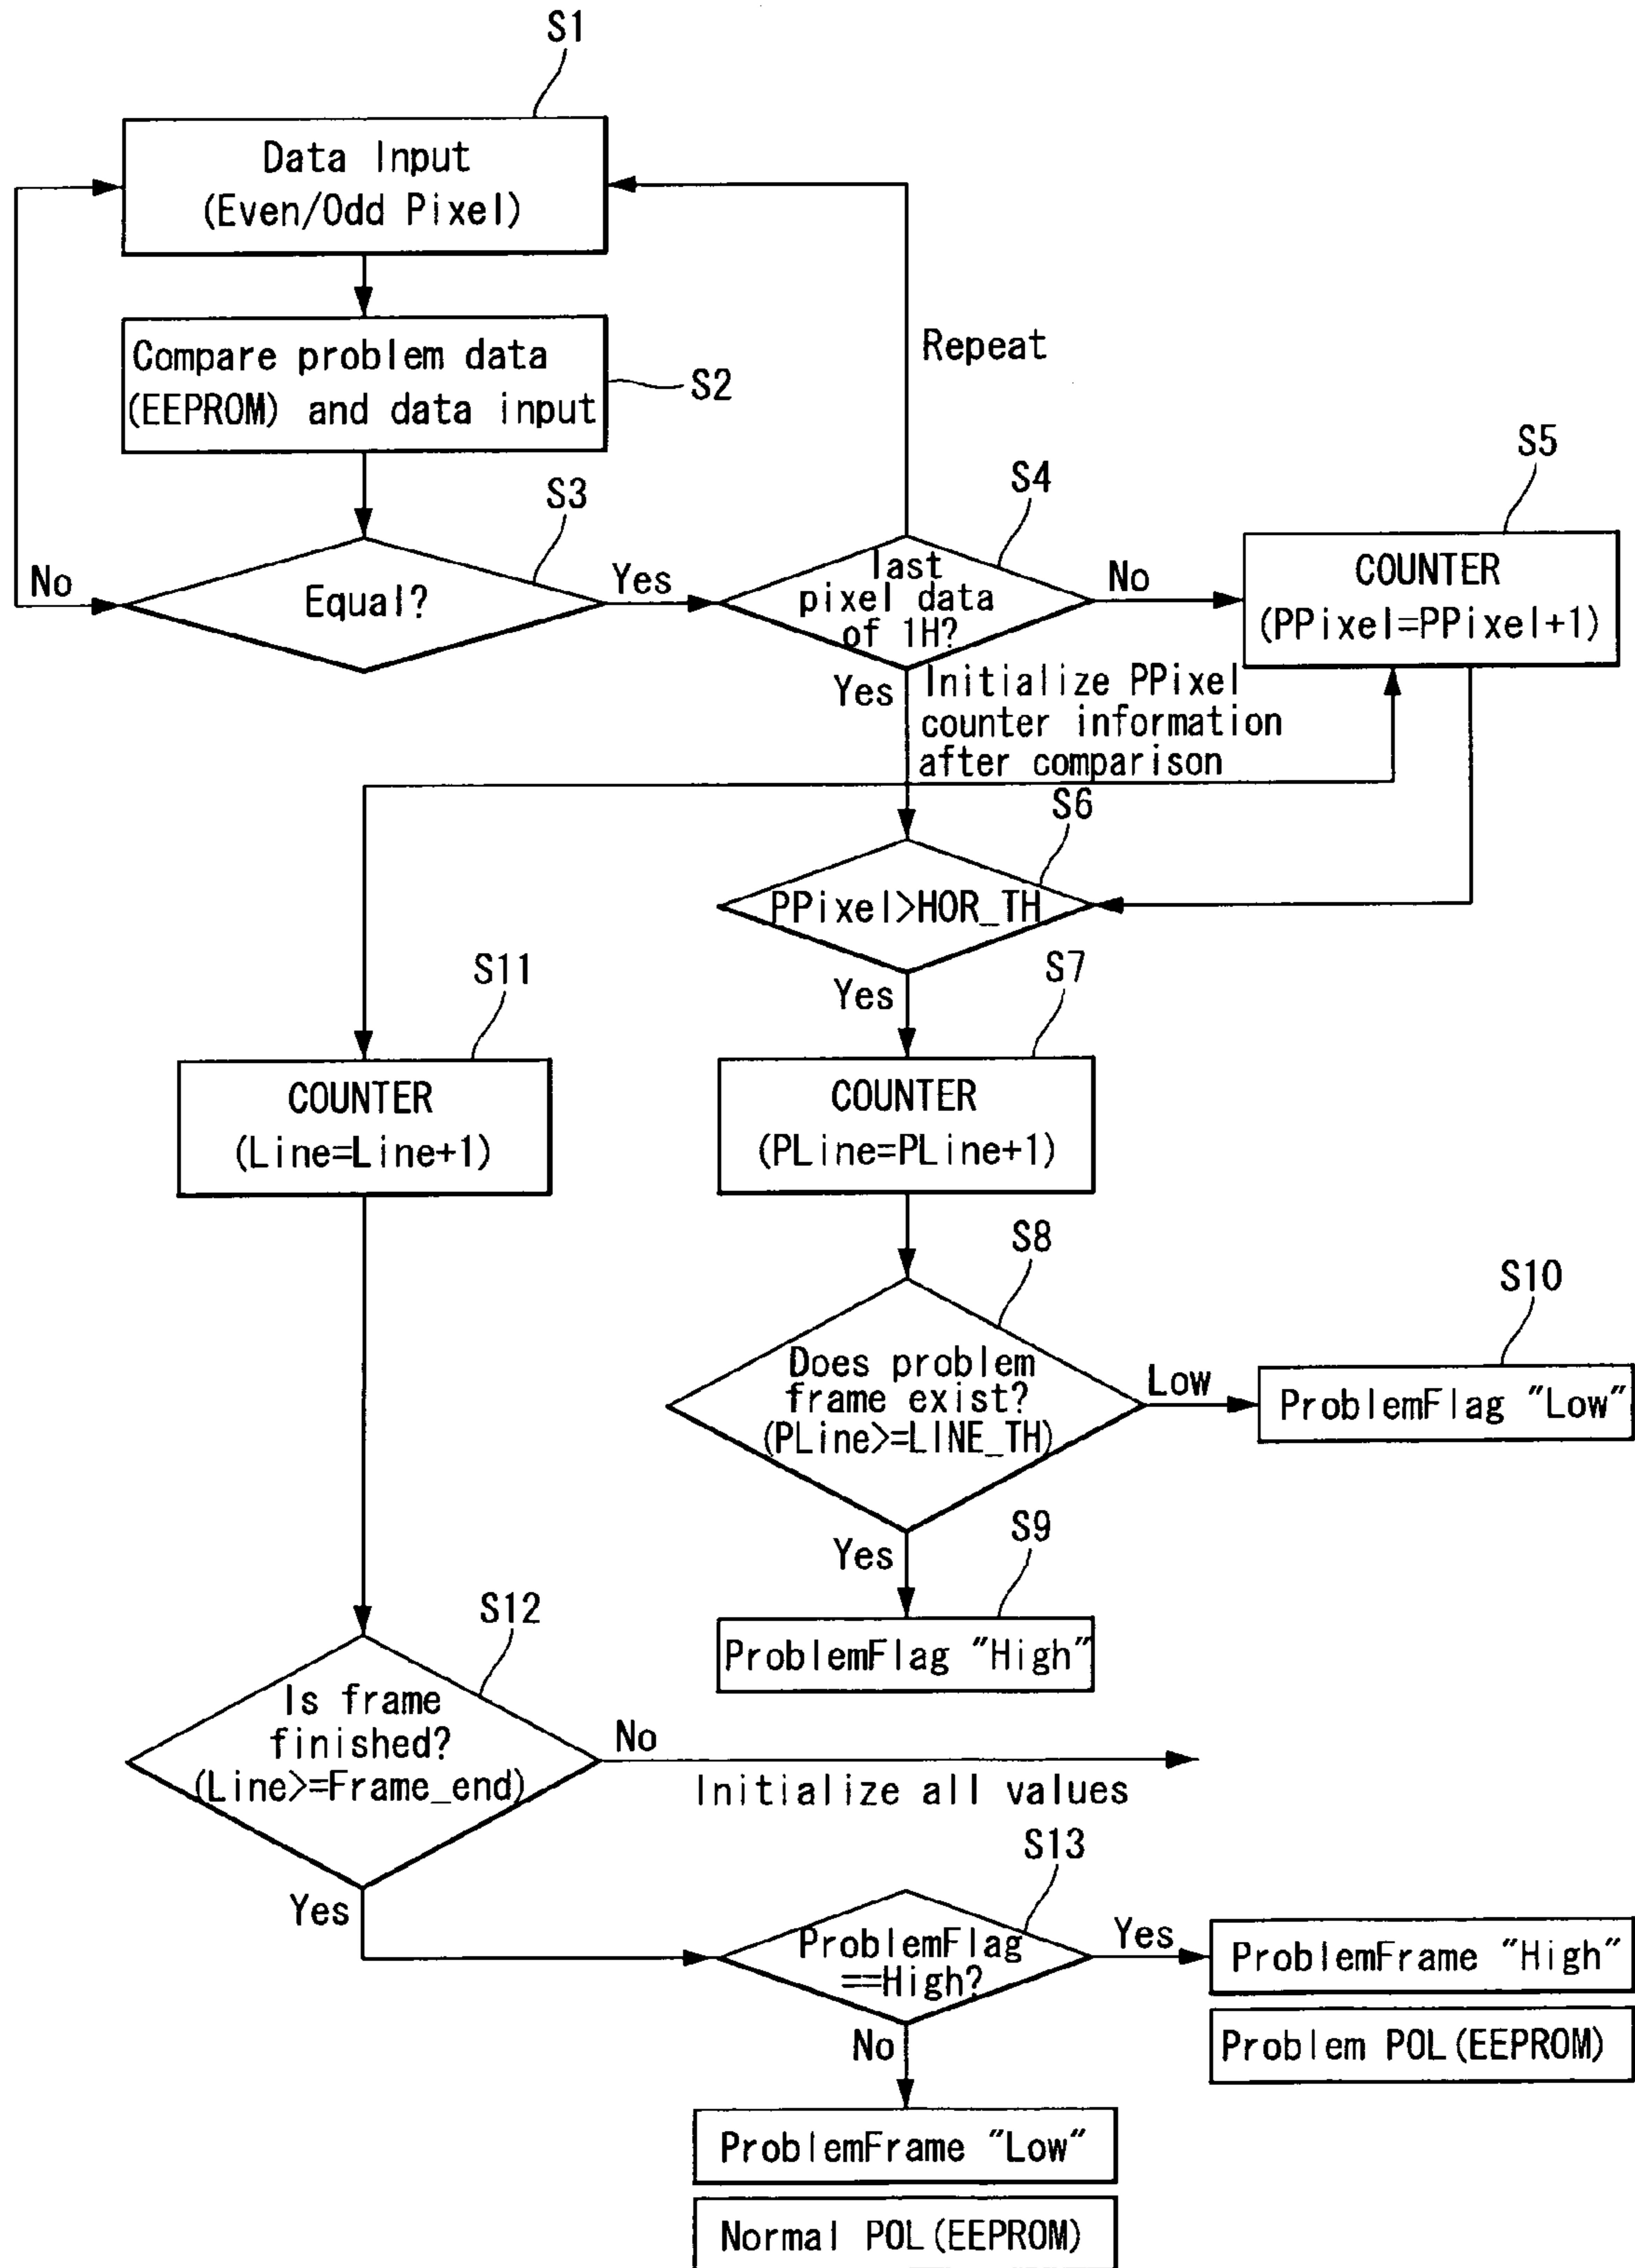 S1
Data Input
(Even/Odd Pixel)
Compare problem data
(EEPROM) and data input
S2
Repeat
S3
Equal?
No
Yes
S4
last
pixel data
of 1H?
No
Yes
S5
COUNTER
(PPixel=PPixel+1)
Initialize PPixel
counter information
after comparison
S6
PPixel>HOR_TH
Yes
S11
COUNTER
(Line=Line+1)
S7
COUNTER
(PLine=PLine+1)
S8
Does problem
frame exist?
(PLine>=LINE_TH)
Low
S10
ProblemFlag "Low"
Yes
S9
ProblemFlag "High"
S12
Is frame
finished?
(Line>=Frame_end)
No
Initialize all values
Yes
S13
ProblemFlag
==High?
Yes
ProblemFrame "High"
Problem POL(EEPROM)
No
ProblemFrame "Low"
Normal POL(EEPROM)